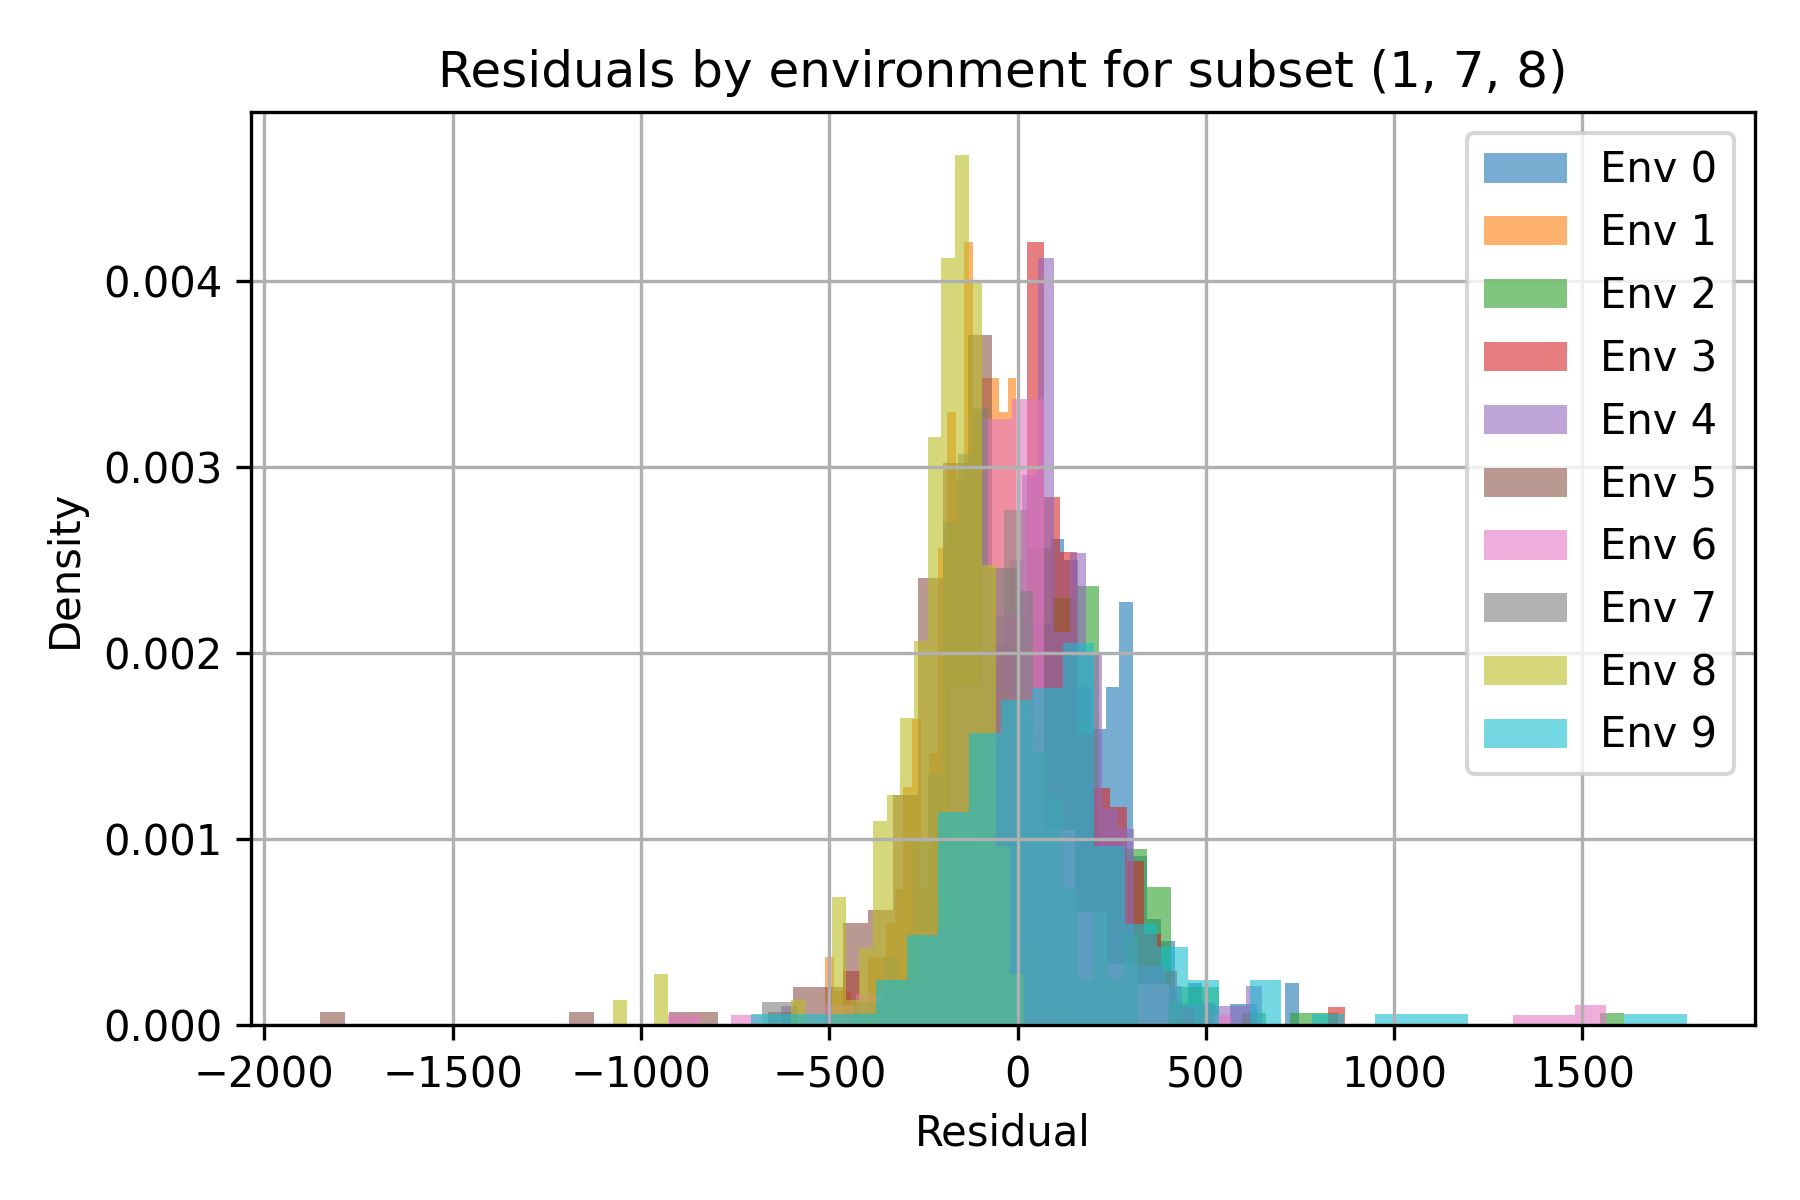 Residuals by environment for subset (1, 7, 8)
Density
0.004
0.003
0.002
0.001
0.000
−2000 −1500 −1000 −500 0 500 1000 1500
Residual
Env 0
Env 1
Env 2
Env 3
Env 4
Env 5
Env 6
Env 7
Env 8
Env 9